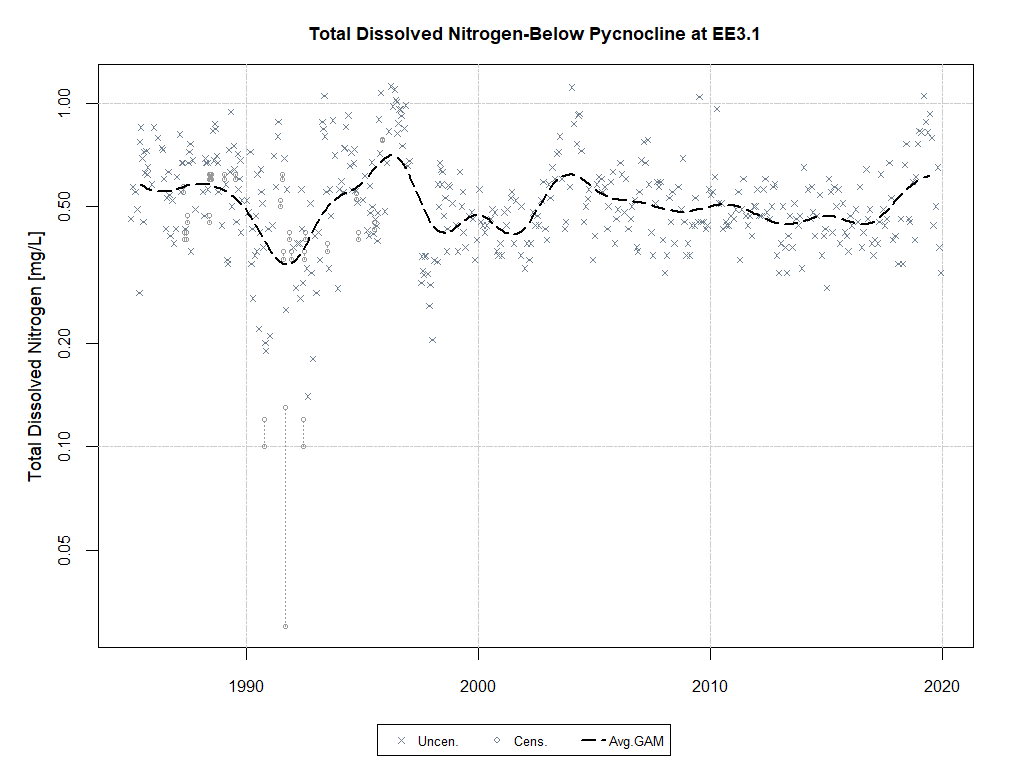 Total Dissolved Nitrogen-Below Pycnocline at EE3.1
Total Dissolved Nitrogen [mg/L]
1.00
0.50
0.20
0.10
0.05
1990 2000 2010 2020
Uncen. Cens. Avg.GAM